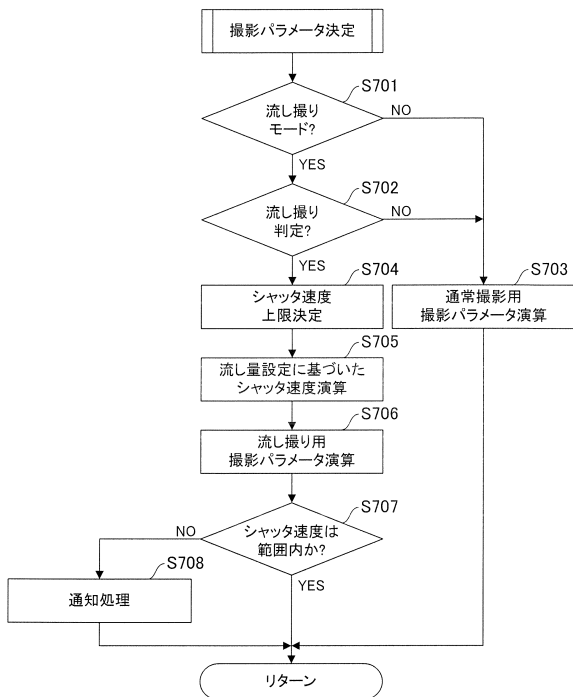 撮影パラメータ決定
S701
流し撮り
モード?
NO
YES
S702
流し撮り
判定?
NO
YES
S704
シャッタ速度
上限決定
S703
通常撮影用
撮影パラメータ演算
S705
流し量設定に基づいた
シャッタ速度演算
S706
流し撮り用
撮影パラメータ演算
S707
シャッタ速度は
範囲内か?
NO
YES
S708
通知処理
リターン